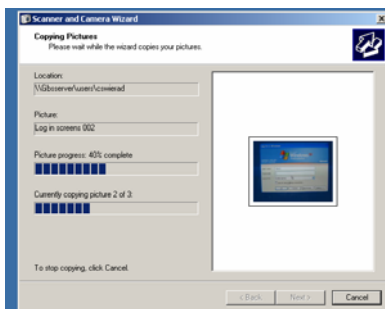 Scanner and Camera Wizard
Copying Pictures
Please wait while the wizard copies your pictures.
Location:
\\Gbsserver\users\cswierad
Picture:
Log in screens 002
Picture progress: 40% complete
Currently copying picture 2 of 3:
To stop copying, click Cancel.
< Back
Next >
Cancel